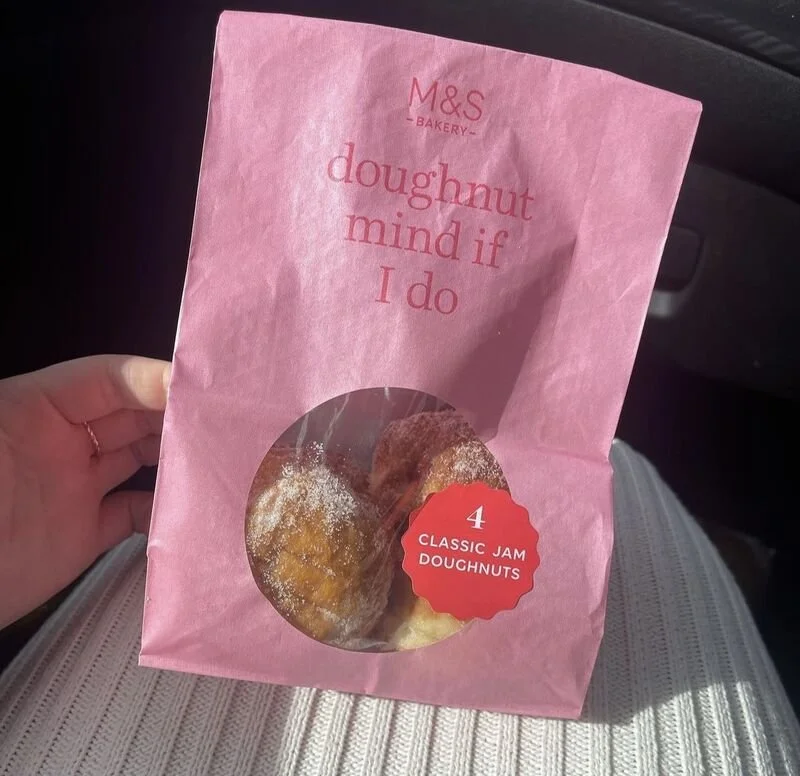 M&S
-BAKERY-
doughnut
mind if
I do
4
CLASSIC JAM
DOUGHNUTS